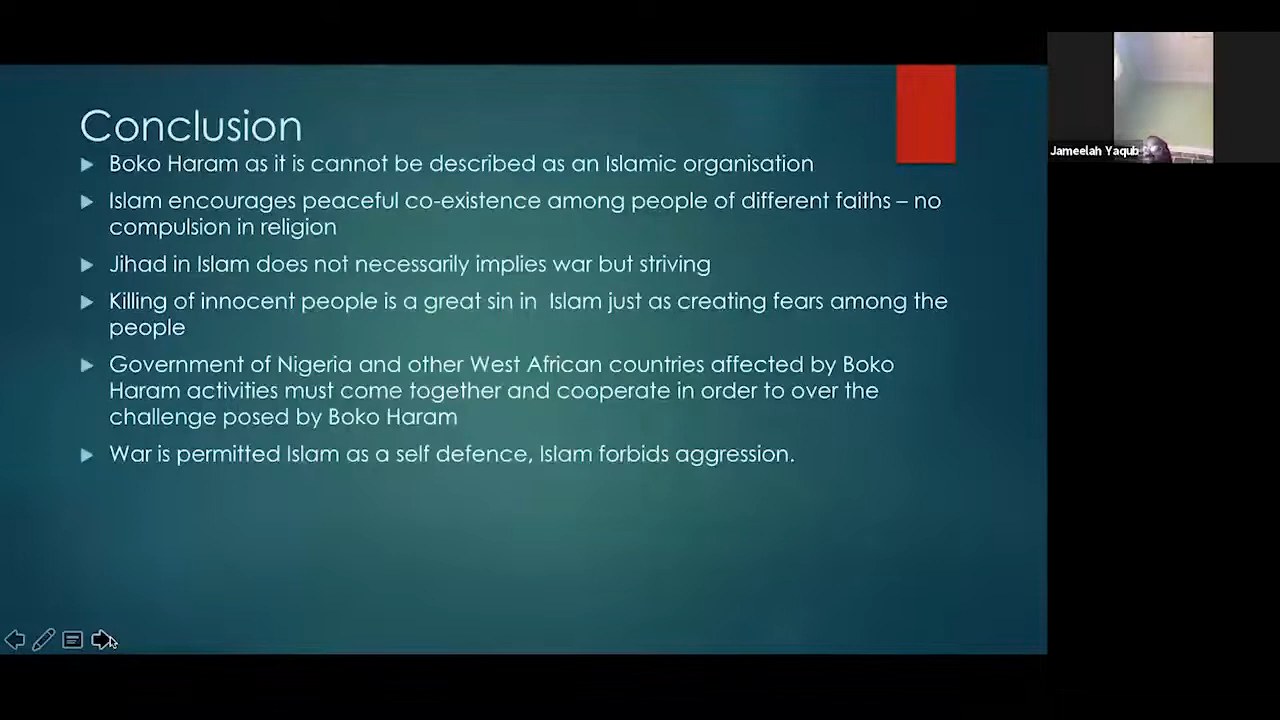 Conclusion
Boko Haram as it is cannot be described as an Islamic organisation
Islam encourages peaceful co-existence among people of different faiths – no
compulsion in religion
Jihad in Islam does not necessarily implies war but striving
Killing of innocent people is a great sin in  Islam just as creating fears among the
people
Government of Nigeria and other West African countries affected by Boko
Haram activities must come together and cooperate in order to over the
challenge posed by Boko Haram
War is permitted Islam as a self defence, Islam forbids aggression.
Jameelah Yaqub